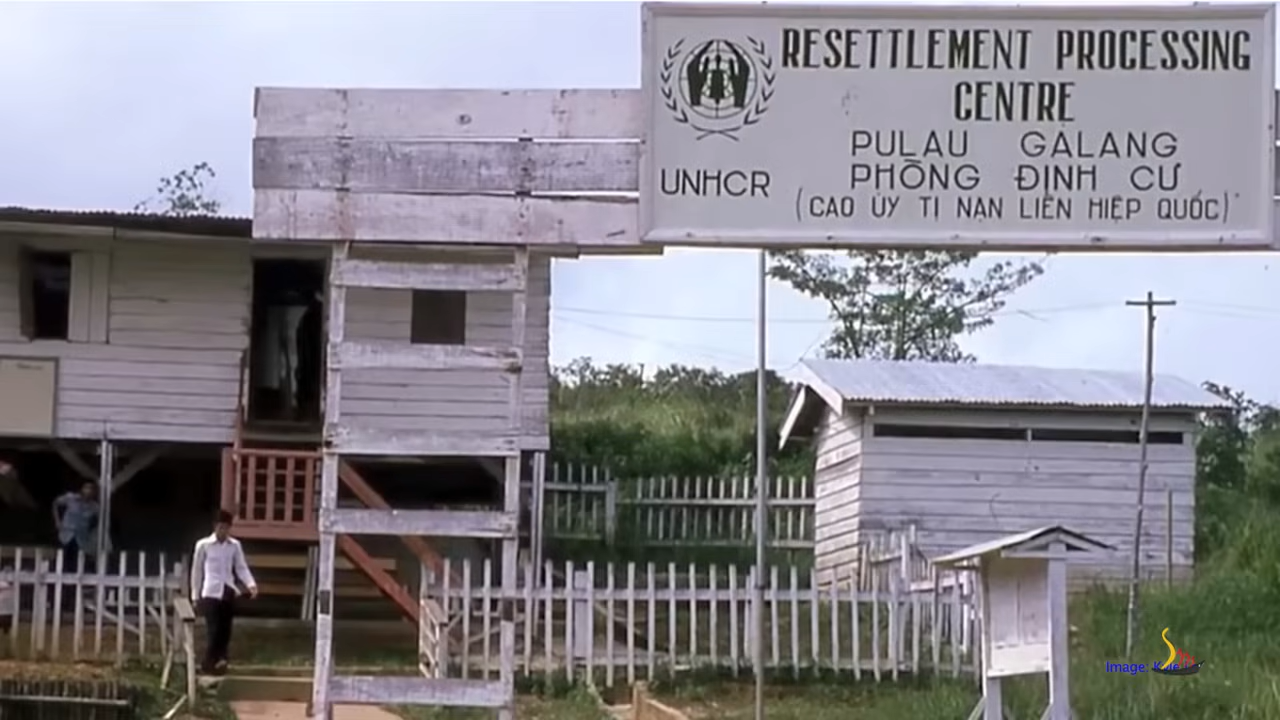 RESETTLEMENT PROCESSING
CENTRE
PULAU GALANG
UNHCR
PHÒNG ĐỊNH CƯ
(CAO ỦY TỊ NẠN LIÊN HIỆP QUỐC)
Image: